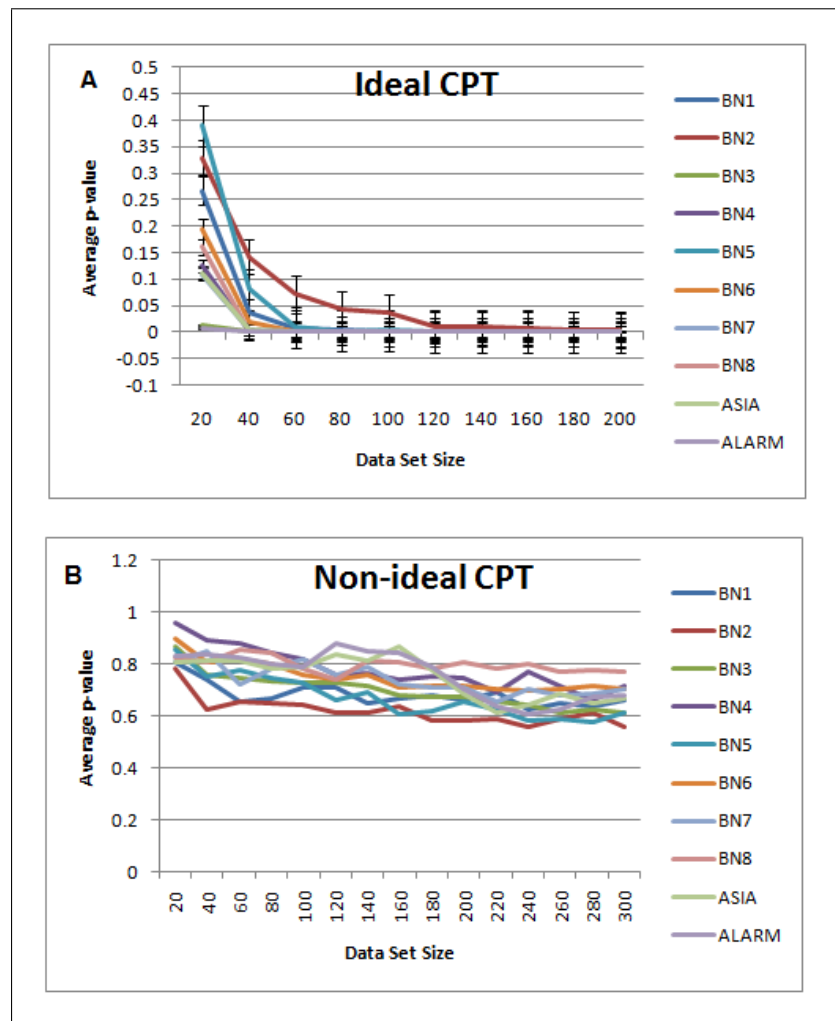 A
Ideal CPT
0.5
0.45
0.4
0.35
0.3
0.25
0.2
0.15
0.1
0.05
0
-0.05
-0.1
Average p-value
20 40 60 80 100 120 140 160 180 200
Data Set Size
BN1
BN2
BN3
BN4
BN5
BN6
BN7
BN8
ASIA
ALARM
B
Non-ideal CPT
1.2
1
0.8
0.6
0.4
0.2
0
Average p-value
20 40 60 80 100 120 140 160 180 200 220 240 260 280 300
Data Set Size
BN1
BN2
BN3
BN4
BN5
BN6
BN7
BN8
ASIA
ALARM